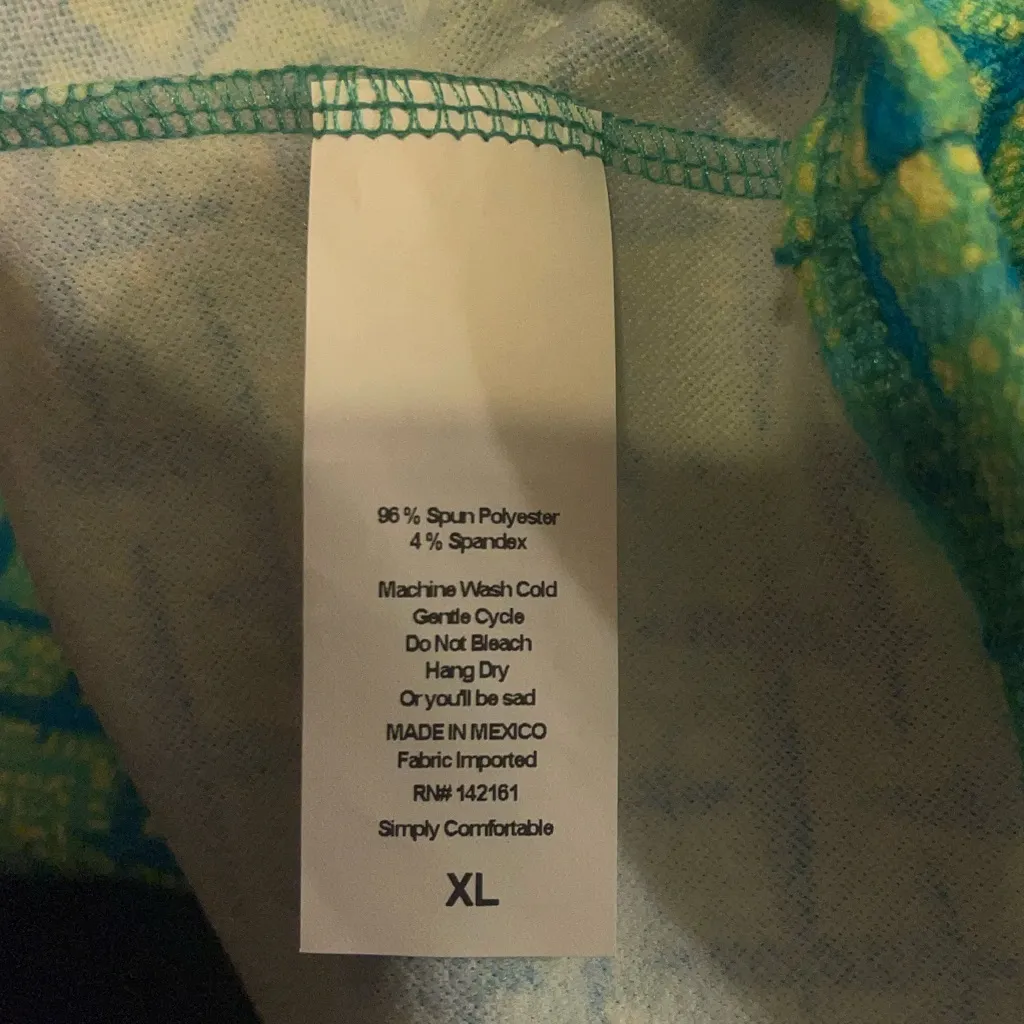 96 % Spun Polyester
4 % Spandex
Machine Wash Cold
Gentle Cycle
Do Not Bleach
Hang Dry
Or you'll be sad
MADE IN MEXICO
Fabric Imported
RN# 142161
Simply Comfortable
XL